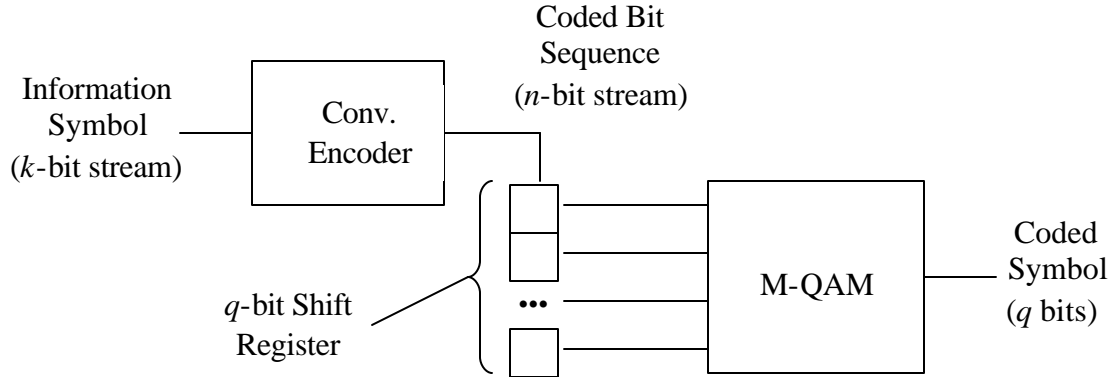 Coded Bit
Sequence
(n-bit stream)
Information
Symbol
(k-bit stream)
Conv.
Encoder
q-bit Shift
Register
•••
M-QAM
Coded
Symbol
(q bits)